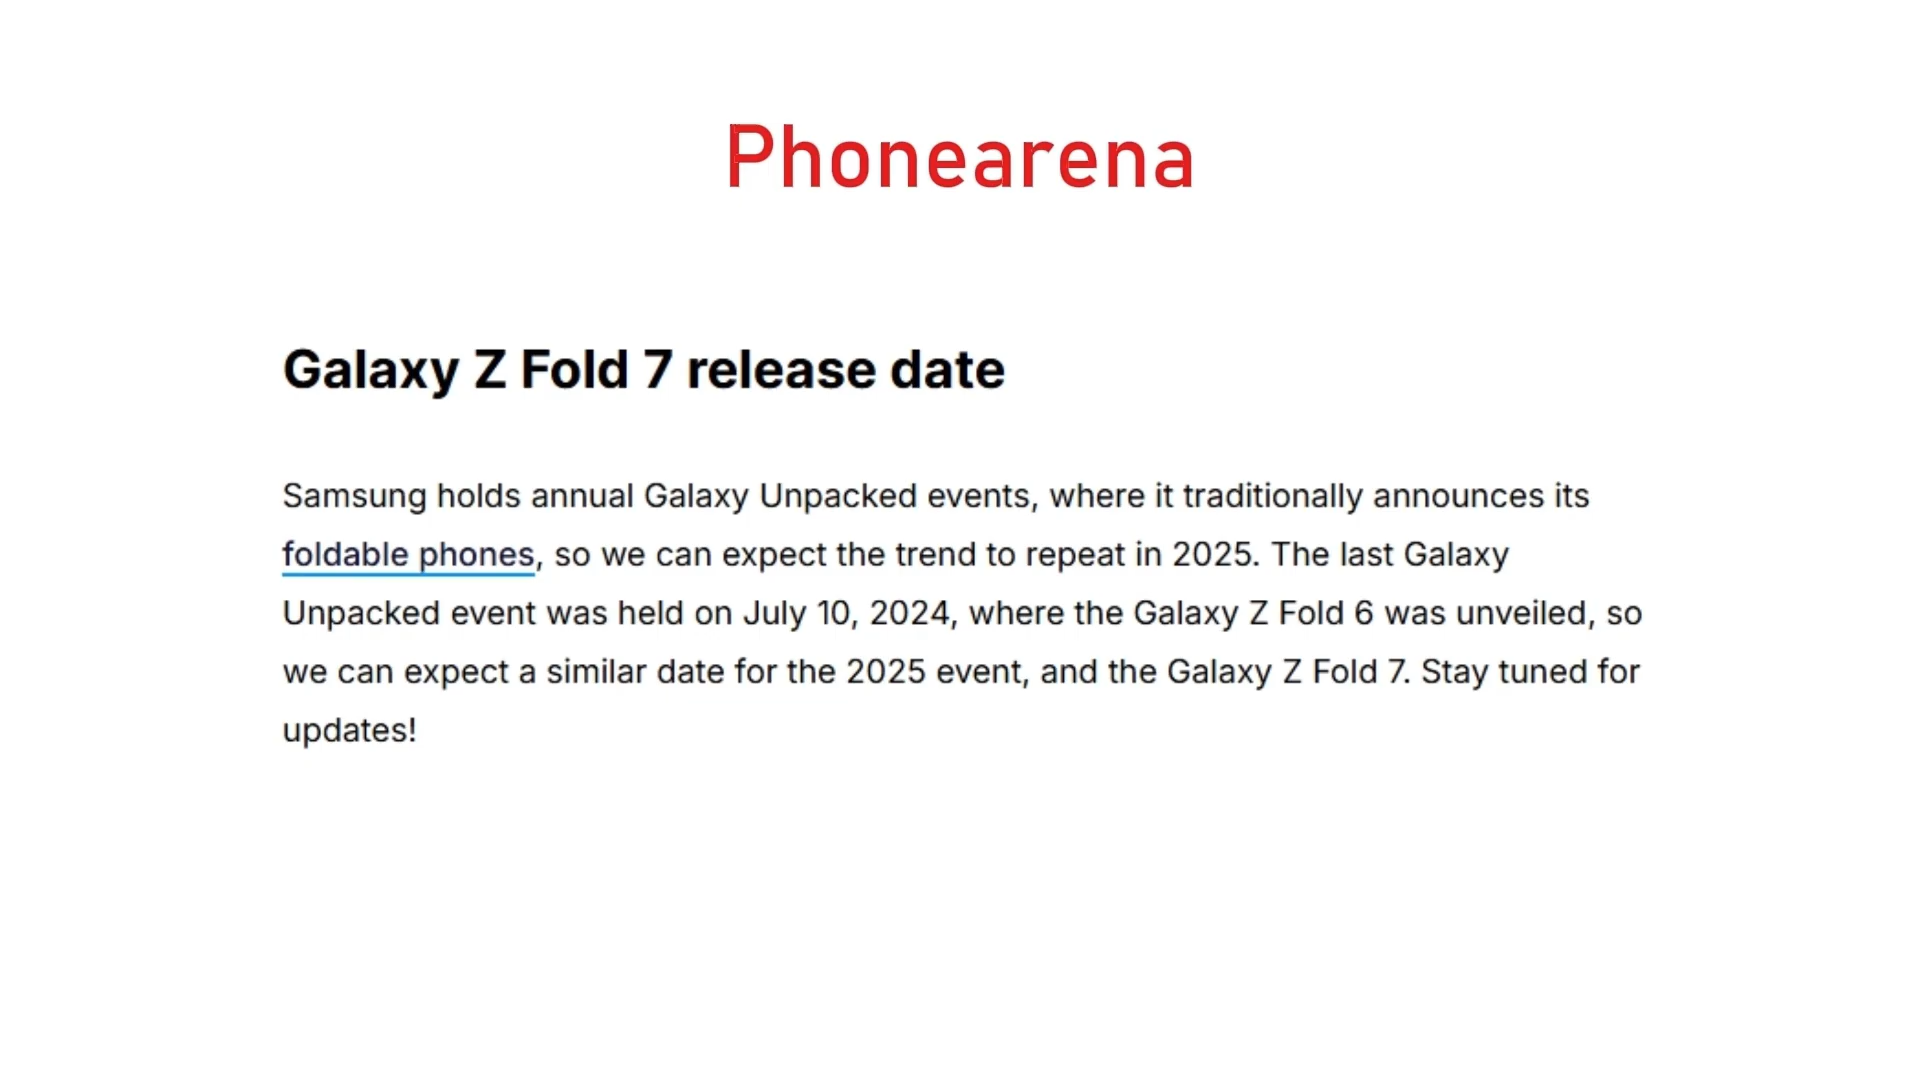 Phonearena
Galaxy Z Fold 7 release date
Samsung holds annual Galaxy Unpacked events, where it traditionally announces its
foldable phones, so we can expect the trend to repeat in 2025. The last Galaxy
Unpacked event was held on July 10, 2024, where the Galaxy Z Fold 6 was unveiled, so
we can expect a similar date for the 2025 event, and the Galaxy Z Fold 7. Stay tuned for
updates!